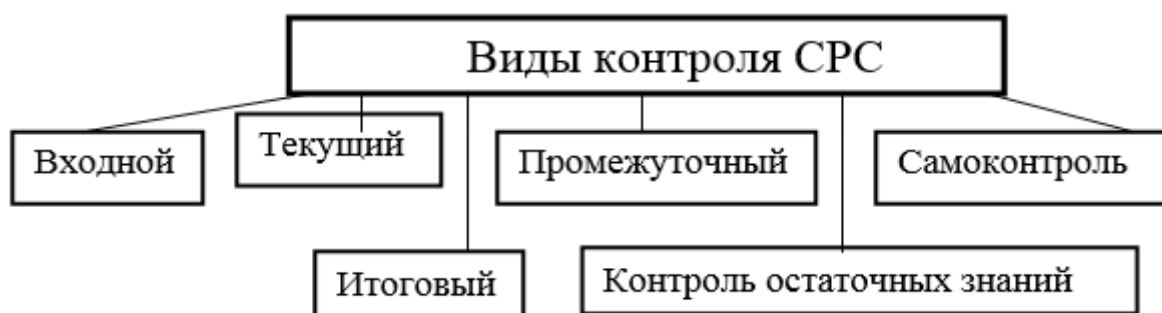 Виды контроля СРС
Входной
Текущий
Промежуточный
Самоконтроль
Итоговый
Контроль остаточных знаний